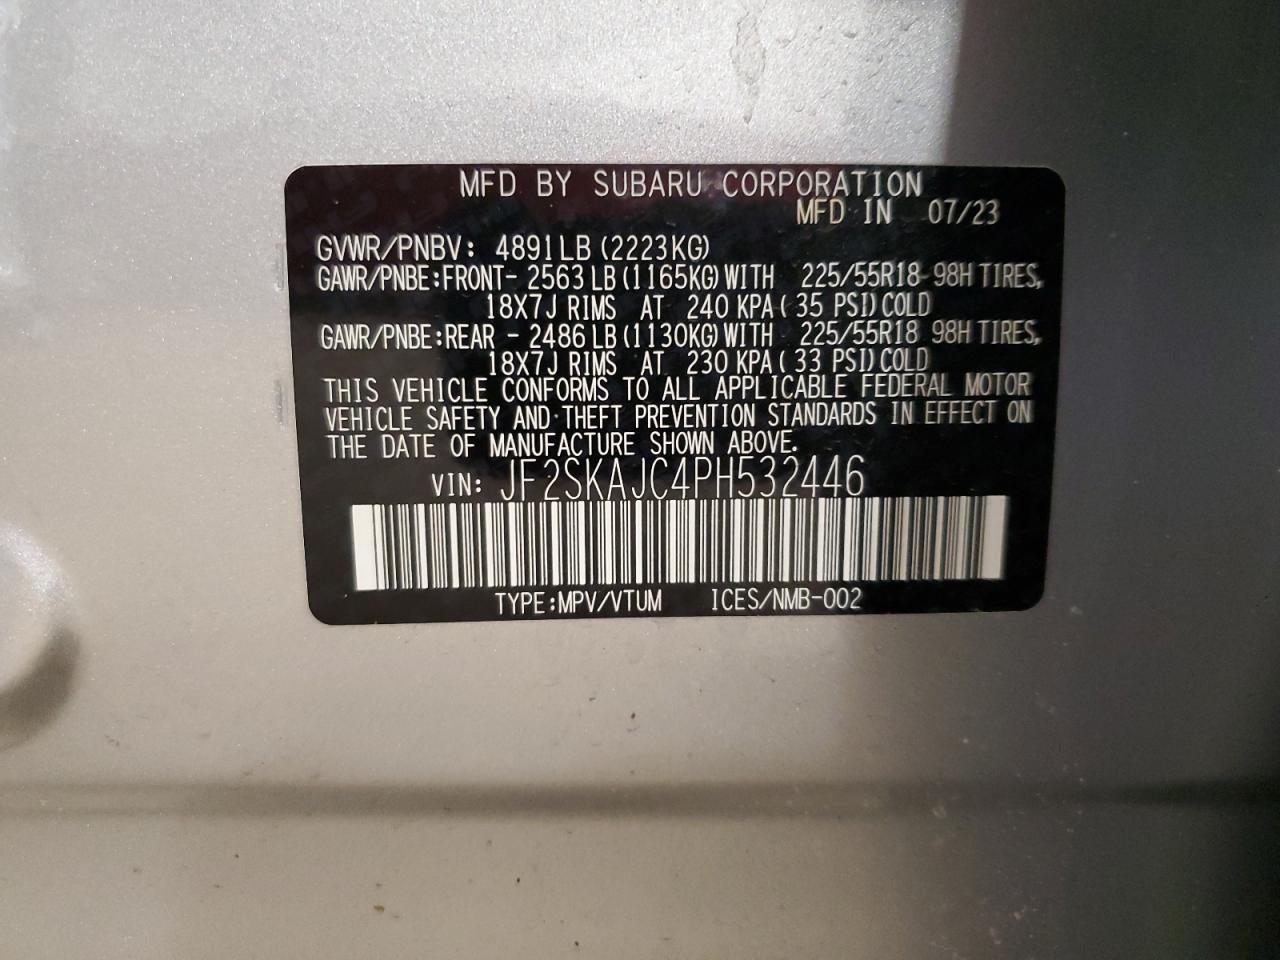 MFD BY SUBARU CORPORATION
MFD IN 07/23
GVWR/PNBV: 4891LB (2223KG)
GAWR/PNBE:FRONT- 2563 LB (1165KG) WITH 225/55R18 98H TIRES,
18X7J RIMS AT 240 KPA ( 35 PSI) COLD
GAWR/PNBE:REAR - 2486 LB (1130KG) WITH 225/55R18 98H TIRES,
18X7J RIMS AT 230 KPA ( 33 PSI) COLD
THIS VEHICLE CONFORMS TO ALL APPLICABLE FEDERAL MOTOR
VEHICLE SAFETY AND THEFT PREVENTION STANDARDS IN EFFECT ON
THE DATE OF MANUFACTURE SHOWN ABOVE.
VIN: JF2SKAJC4PH532446
TYPE:MPV/VTUM ICES/NMB-002